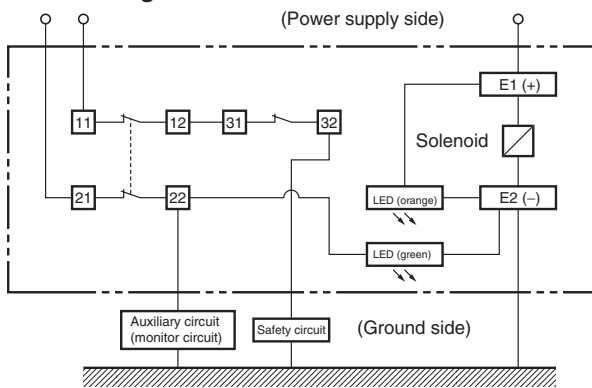 (Power supply side)
E1 (+)
11
12
31
32
Solenoid
21
22
LED (orange)
E2 (−)
LED (green)
Auxiliary circuit
(monitor circuit)
Safety circuit
(Ground side)